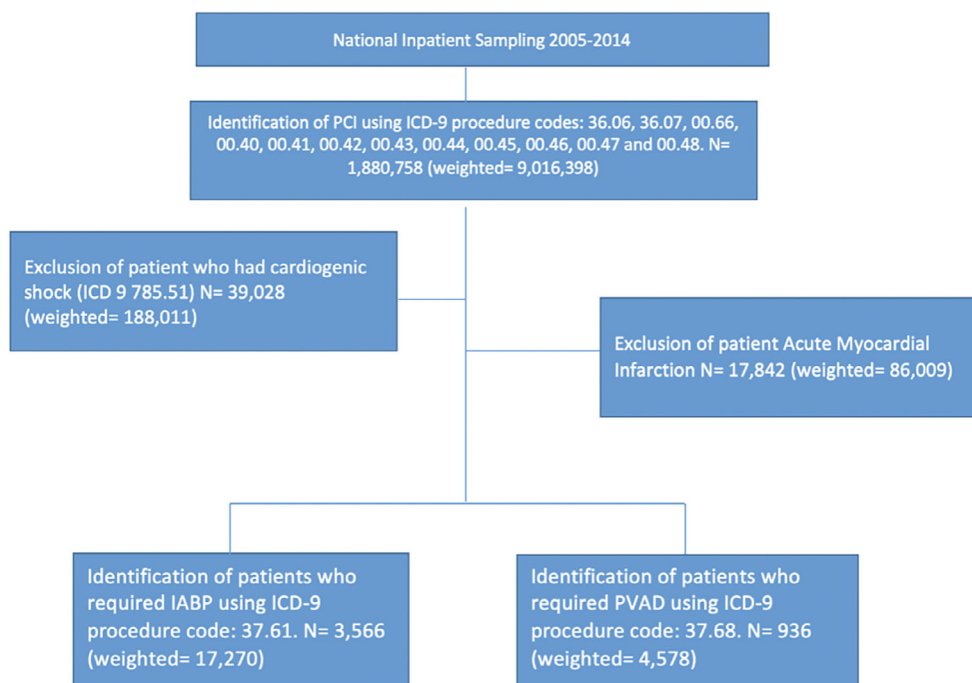 National Inpatient Sampling 2005-2014
Identification of PCI using ICD-9 procedure codes: 36.06, 36.07, 00.66,
00.40, 00.41, 00.42, 00.43, 00.44, 00.45, 00.46, 00.47 and 00.48. N=
1,880,758 (weighted= 9,016,398)
Exclusion of patient who had cardiogenic
shock (ICD 9 785.51) N= 39,028
(weighted= 188,011)
Exclusion of patient Acute Myocardial
Infarction N= 17,842 (weighted= 86,009)
Identification of patients who
required IABP using ICD-9
procedure code: 37.61. N= 3,566
(weighted= 17,270)
Identification of patients who
required PVAD using ICD-9
procedure code: 37.68. N= 936
(weighted= 4,578)